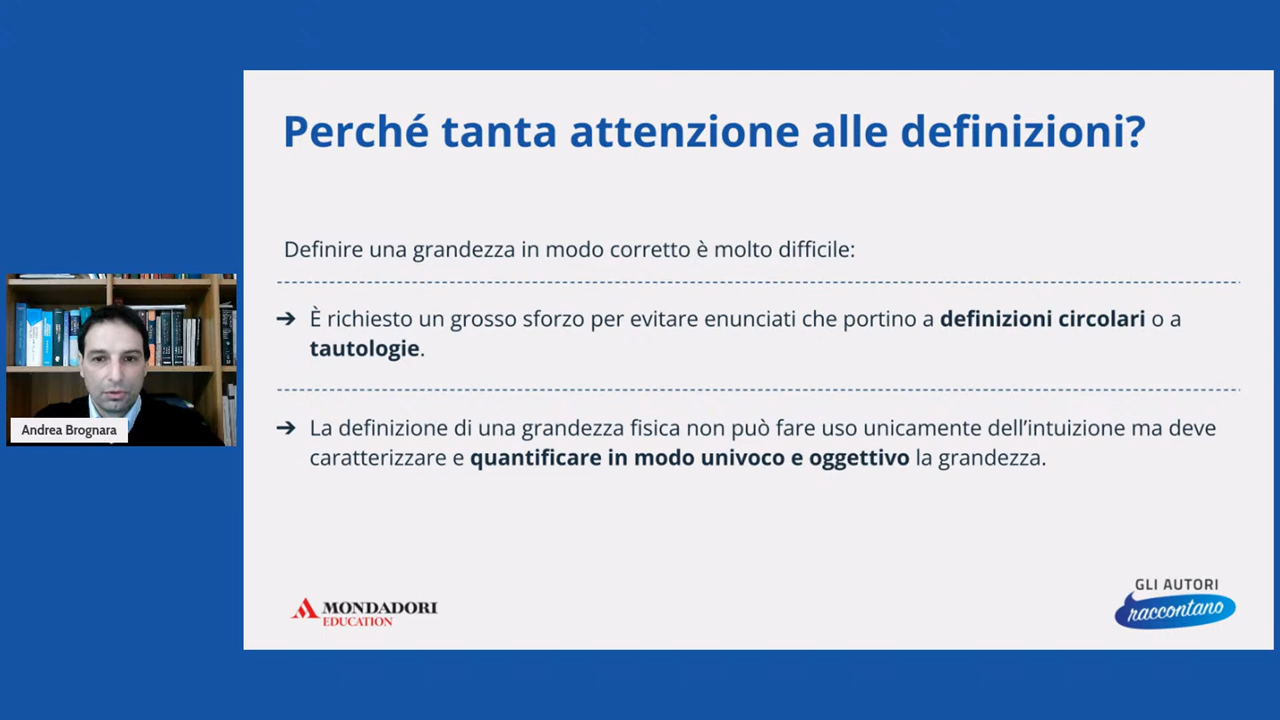 Perché tanta attenzione alle definizioni?
Definire una grandezza in modo corretto è molto difficile:
➔ È richiesto un grosso sforzo per evitare enunciati che portino a definizioni circolari o a
tautologie.
➔ La definizione di una grandezza fisica non può fare uso unicamente dell’intuizione ma deve
caratterizzare e quantificare in modo univoco e oggettivo la grandezza.
Andrea Brognara
MONDADORI
EDUCATION
GLI AUTORI
raccontano